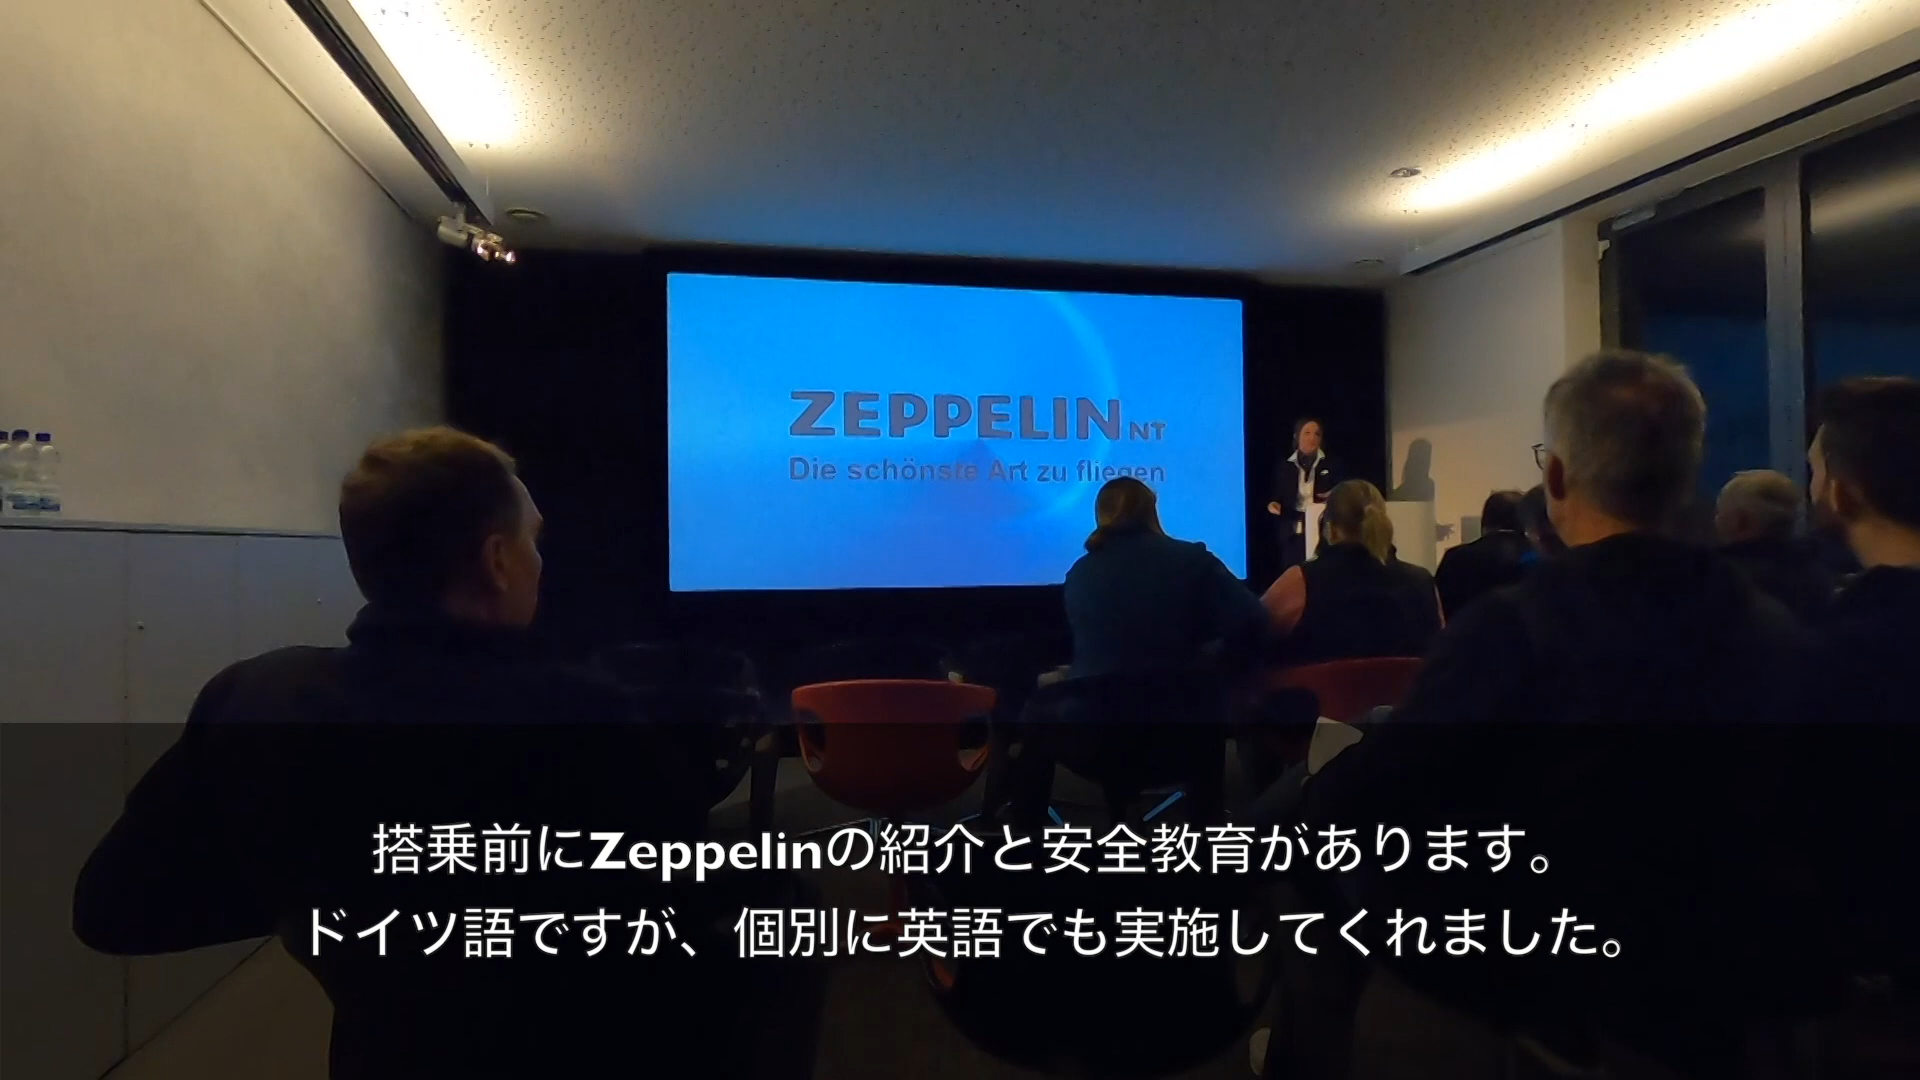 ZEPPELIN NT
Die schönste Art zu fliegen
搭乗前にZeppelinの紹介と安全教育があります。
ドイツ語ですが、個別に英語でも実施してくれました。